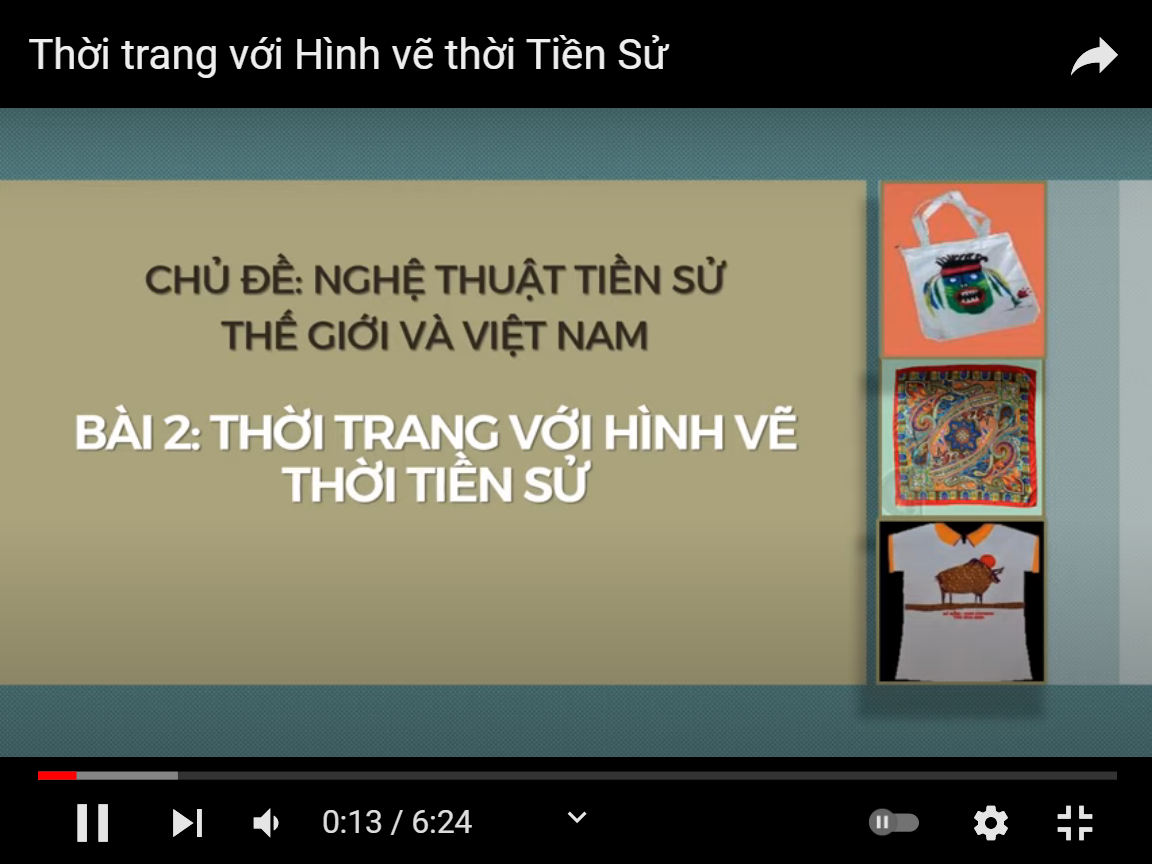 Thời trang với Hình vẽ thời Tiền Sử
CHỦ ĐỀ: NGHỆ THUẬT TIỀN SỬ
THẾ GIỚI VÀ VIỆT NAM
BÀI 2: THỜI TRANG VỚI HÌNH VẼ
THỜI TIỀN SỬ
0:13 / 6:24